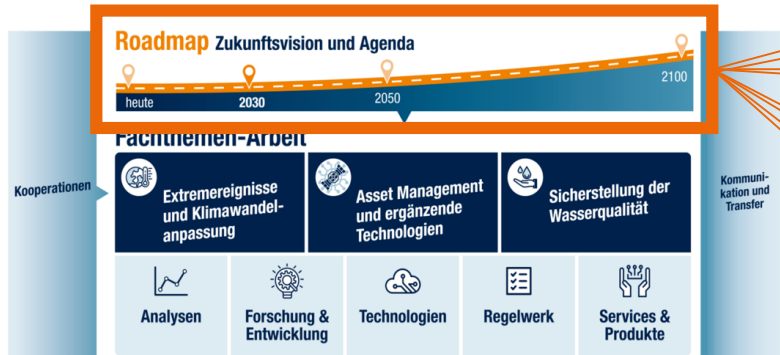 Roadmap Zukunftsvision und Agenda
heute
2030
2050
2100
Fachthemen-Arbeit
Kooperationen
Extremereignisse
und Klimawandel-
anpassung
Asset Management
und ergänzende
Technologien
Sicherstellung der
Wasserqualität
Kommuni-
kation und
Transfer
Analysen
Forschung &
Entwicklung
Technologien
Regelwerk
Services &
Produkte